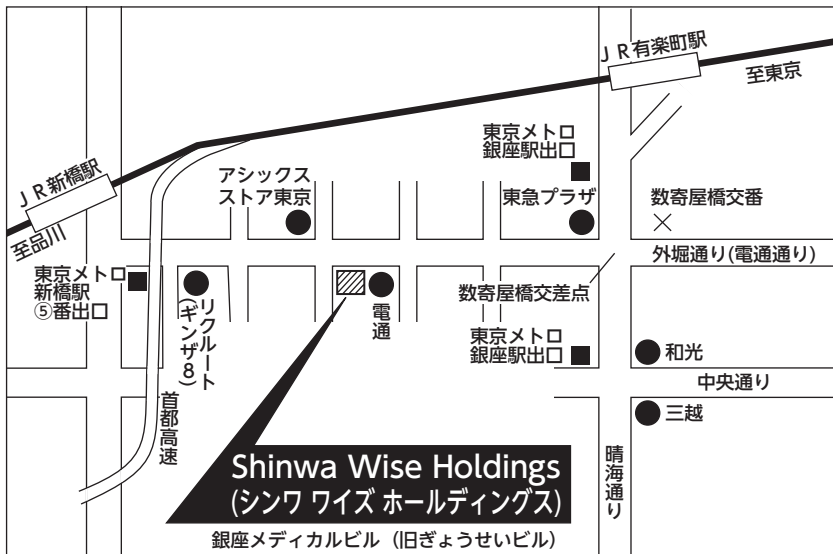 ＪＲ有楽町駅
至東京
東京メトロ
銀座駅出口
ＪＲ新橋駅
至品川
アシックス
ストア東京
東急プラザ
数寄屋橋交番
外堀通り(電通通り)
東京メトロ
新橋駅
⑤番出口
リクルート
(ギンザ8)
電通
数寄屋橋交差点
東京メトロ
銀座駅出口
和光
中央通り
三越
首都高速
晴海通り
Shinwa Wise Holdings
(シンワ ワイズ ホールディングス)
銀座メディカルビル（旧ぎょうせいビル）